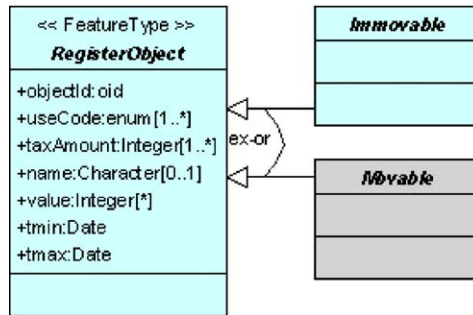 << FeatureType >>
RegisterObject
+objectId:oid
+useCode:enum[1..*]
+taxAmount:Integer[1..*]
+name:Character[0..1]
+value:Integer[*]
+tmin:Date
+tmax:Date
ex-or
Immovable
Movable